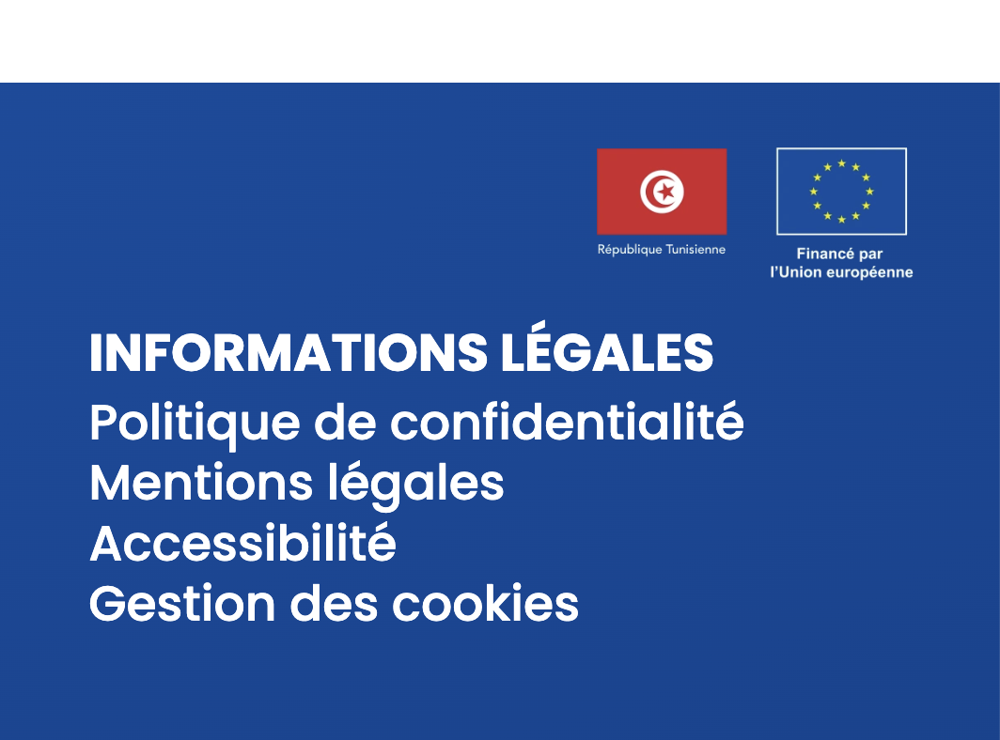 République Tunisienne
Financé par
l'Union européenne
INFORMATIONS LÉGALES
Politique de confidentialité
Mentions légales
Accessibilité
Gestion des cookies